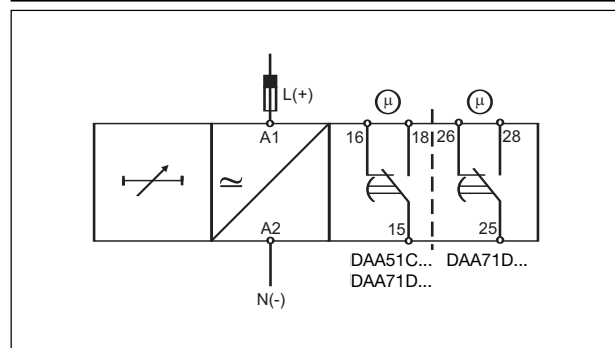 L(+)
μ μ
A1 16 18 26 28
≃
A2 15 25
DAA51C... DAA71D...
DAA71D...
N(-)